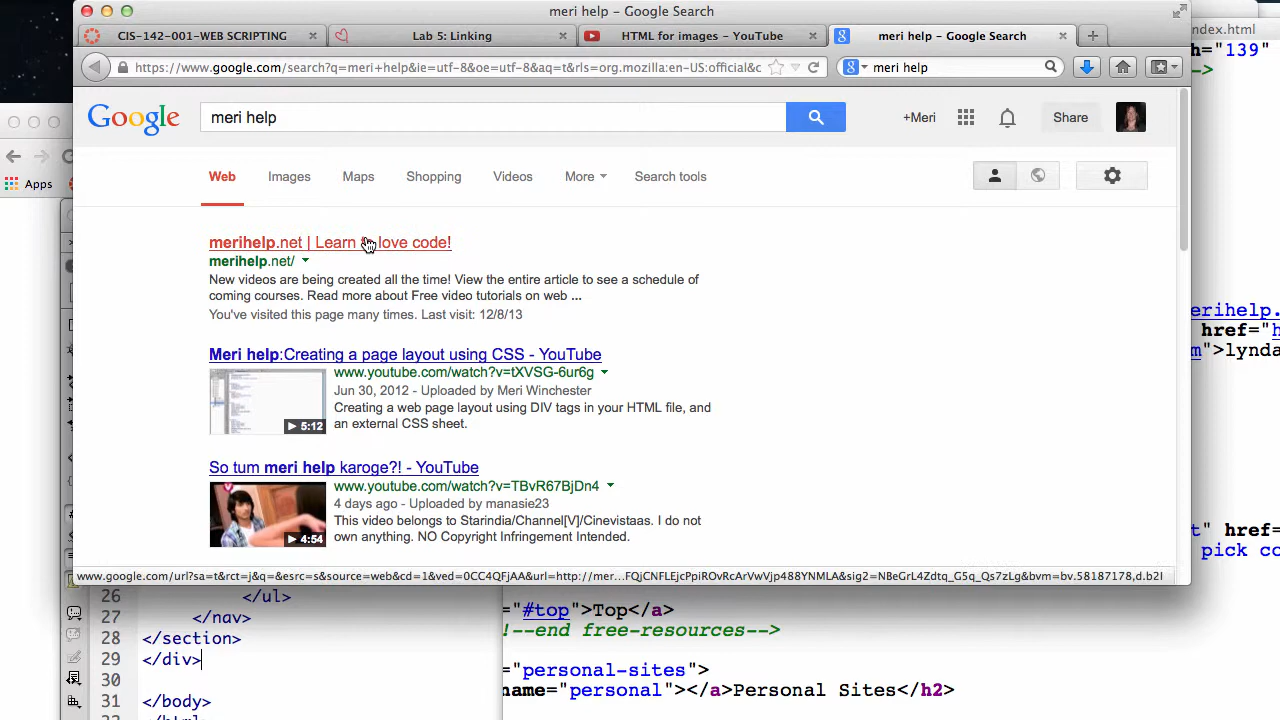 meri help - Google Search
index.html
CIS-142-001-WEB SCRIPTING
Lab 5: Linking
HTML for images - YouTube
meri help - Google Search
https://www.google.com/search?q=meri+help&ie=utf-8&oe=utf-8&aq=t&rls=org.mozilla:en-US:official&c
meri help
h="139"
-->
Google
meri help
+Meri
Share
Apps
Web
Images
Maps
Shopping
Videos
More
Search tools
merihelp.net | Learn to love code!
merihelp.net/
New videos are being created all the time! View the entire article to see a schedule of
coming courses. Read more about Free video tutorials on web ...
You've visited this page many times. Last visit: 12/8/13
erihelp.
href="h
m">lynda
Meri help:Creating a page layout using CSS - YouTube
www.youtube.com/watch?v=tXVSG-6ur6g
Jun 30, 2012 - Uploaded by Meri Winchester
Creating a web page layout using DIV tags in your HTML file, and
an external CSS sheet.
5:12
So tum meri help karoge?! - YouTube
www.youtube.com/watch?v=TBvR67BjDn4
4 days ago - Uploaded by manasie23
This video belongs to Starindia/Channel[V]/Cinevistaas. I do not
own anything. NO Copyright Infringement Intended.
4:54
t" href=
pick co
www.google.com/url?sa=t&rct=j&q=&esrc=s&source=web&cd=1&ved=0CC4QFjAA&url=http://mer...FQjCNFLEjcPpiROvRcArVwVjp488YNMLA&sig2=NBeGrL4Zdtq_G5q_Qs7zLg&bvm=bv.58187178,d.b2I
26 </ul>
27 </nav>
28 </section>
29 </div>
30
31 </body>
="#top">Top</a>
!--end free-resources-->
="personal-sites">
name="personal"></a>Personal Sites</h2>